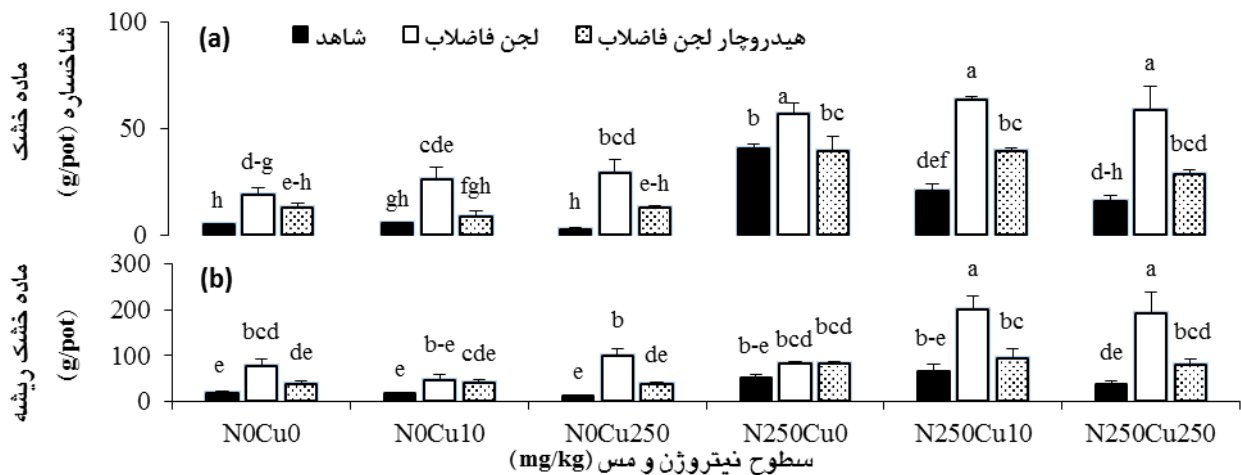 ماده خشک
شاخساره (g/pot)
100
50
0
(a)
شاهد
لجن فاضلاب
هیدروچار لجن فاضلاب
h d-g e-h
gh cde fgh
h bcd e-h
b a bc
def a bc
d-h a bcd
ماده خشک ریشه
(g/pot)
300
200
100
0
(b)
e bcd de
e b-e cde
e b de
b-e bcd bcd
b-e a bc
de a bcd
N0Cu0 N0Cu10 N0Cu250 N250Cu0 N250Cu10 N250Cu250
سطوح نیتروژن و مس (mg/kg)